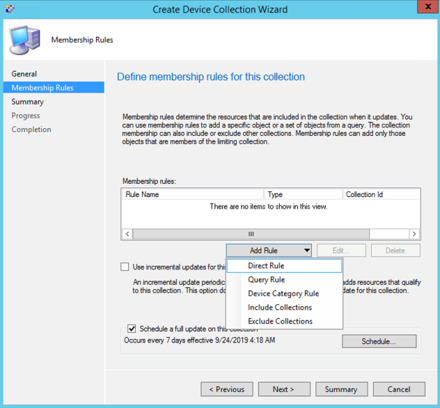 Create Device Collection Wizard
Membership Rules
General
Membership Rules
Summary
Progress
Completion
Define membership rules for this collection
Membership rules determine the resources that are included in the collection when it updates. You
can use membership rules to add a specific object or a set of objects from a query. The collection
membership can also include or exclude other collections. Membership rules can add only those
objects that are members of the limiting collection.
Membership rules:
Rule Name Type Collection Id
There are no items to show in this view.
Add Rule Edit... Delete
Direct Rule
Query Rule
Device Category Rule
Include Collections
Exclude Collections
Use incremental updates for this
An incremental update periodic adds resources that qualify
to this collection. This option do date for this collection.
Schedule a full update on this collection
Occurs every 7 days effective 9/24/2019 4:18 AM Schedule...
< Previous Next > Summary Cancel